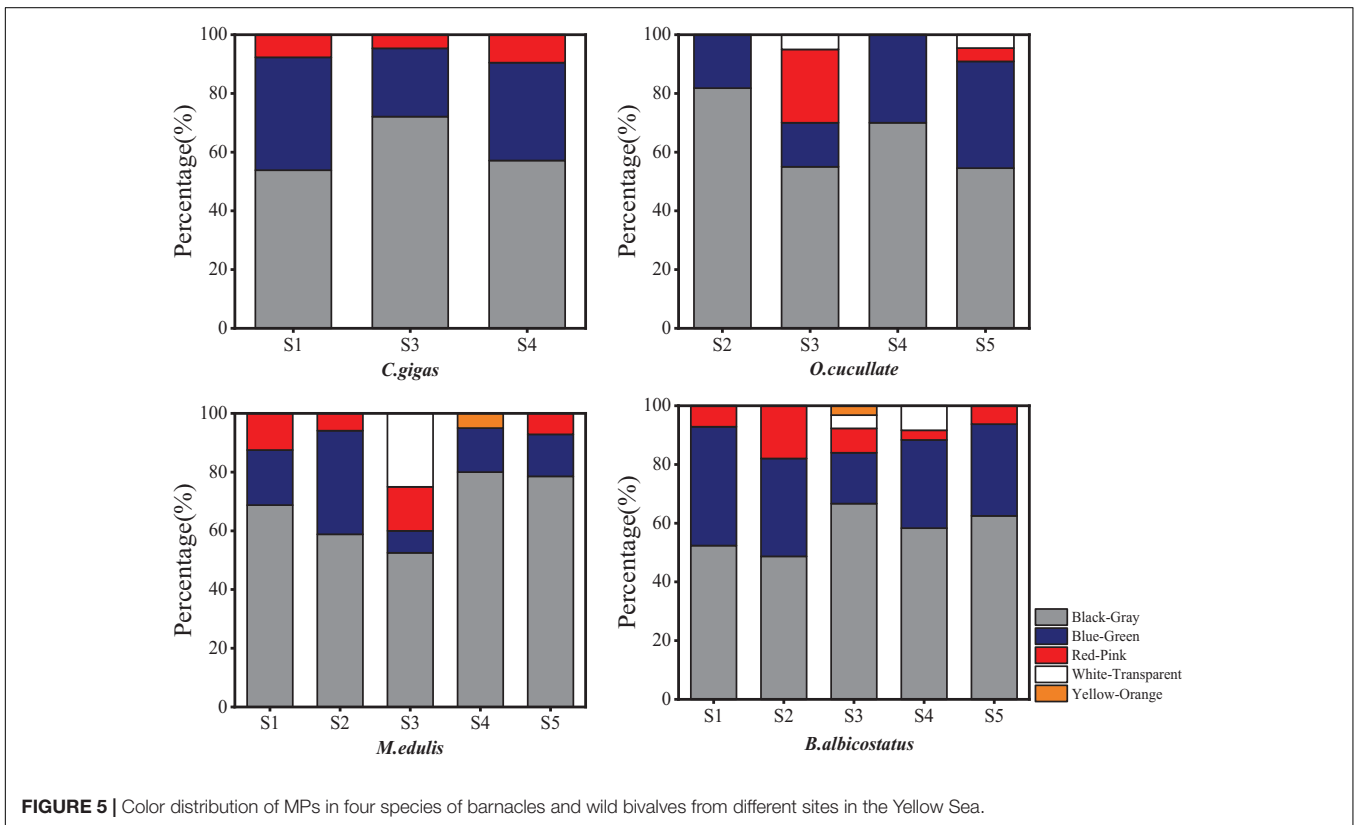 100
80
60
40
20
0
Percentage(%)
S1 S3 S4
C.gigas
100
80
60
40
20
0
Percentage(%)
S2 S3 S4 S5
O.cucullate
100
80
60
40
20
0
Percentage(%)
S1 S2 S3 S4 S5
M.edulis
100
80
60
40
20
0
Percentage(%)
S1 S2 S3 S4 S5
B.albicostatus
Black-Gray
Blue-Green
Red-Pink
White-Transparent
Yellow-Orange
FIGURE 5 | Color distribution of MPs in four species of barnacles and wild bivalves from different sites in the Yellow Sea.